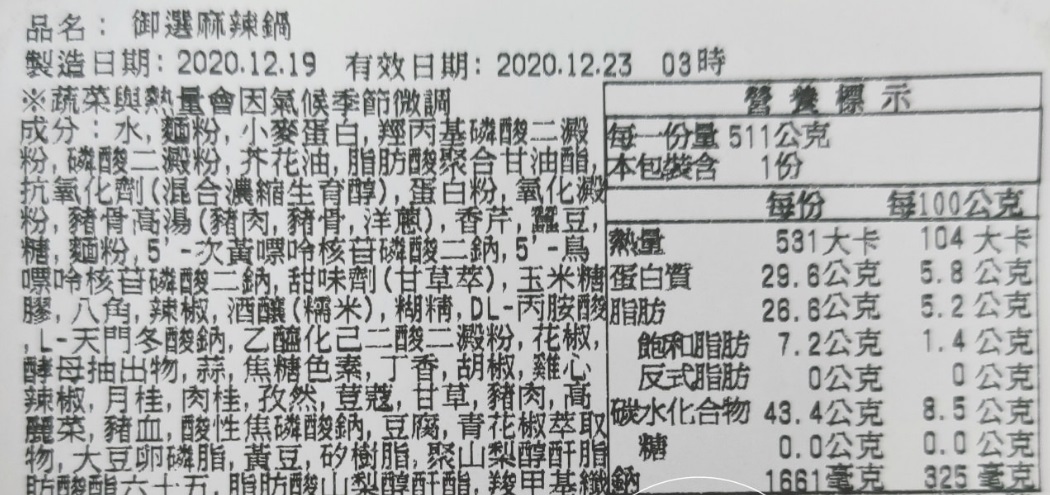 品名: 御選麻辣鍋
製造日期: 2020.12.19 有效日期: 2020.12.23 03時
※蔬菜與熱量會因氣候季節微調
成分: 水, 麵粉, 小麥蛋白, 羥丙基磷酸二澱
粉, 磷酸二澱粉, 芥花油, 脂肪酸聚合甘油酯,
抗氧化劑(混合濃縮生育醇), 蛋白粉, 氧化澱
粉, 豬骨高湯(豬肉, 豬骨, 洋蔥), 香芹, 蠶豆,
糖, 麵粉, 5'-次黃嘌呤核苷磷酸二鈉, 5'-鳥
嘌呤核苷磷酸二鈉, 甜味劑(甘草萃), 玉米糖
膠, 八角, 辣椒, 酒釀(糯米), 糊精, DL-丙胺酸
, L-天門冬酸鈉, 乙醯化己二酸二澱粉, 花椒,
酵母抽出物, 蒜, 焦糖色素, 丁香, 胡椒, 雞心
辣椒, 月桂, 肉桂, 孜然, 荳蔻, 甘草, 豬肉, 高
麗菜, 豬血, 酸性焦磷酸鈉, 豆腐, 青花椒萃取
物, 大豆卵磷脂, 黃豆, 矽樹脂, 聚山梨醇酐脂
肪酸酯六十五, 脂肪酸山梨醇酐酯, 羧甲基纖
營養標示
每一份量 511公克
本包裝含 1份
每份 每100公克
熱量 531大卡 104大卡
蛋白質 29.6公克 5.8公克
脂肪 26.6公克 5.2公克
飽和脂肪 7.2公克 1.4公克
反式脂肪 0公克 0公克
碳水化合物 43.4公克 8.5公克
糖 0.0公克 0.0公克
鈉 1661毫克 325毫克